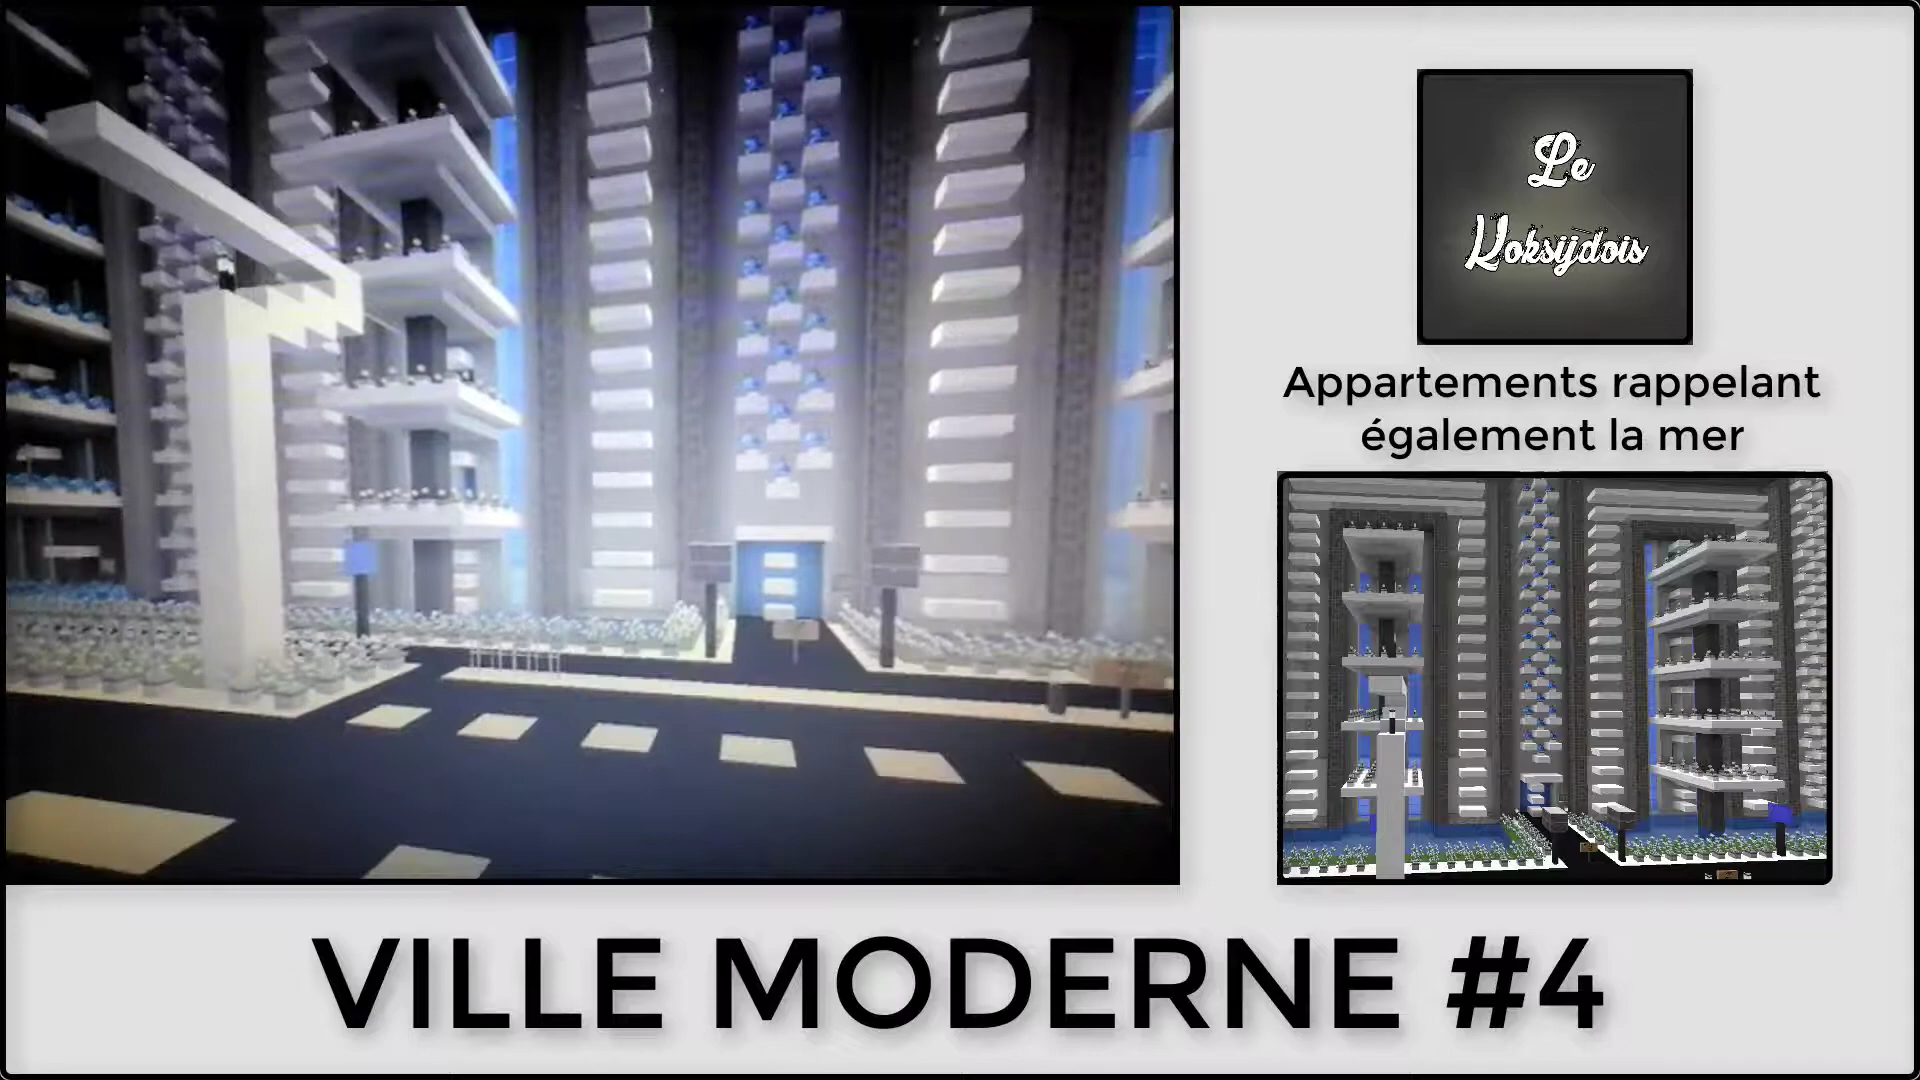 Le
Koksijdois
Appartements rappelant
également la mer
VILLE MODERNE #4